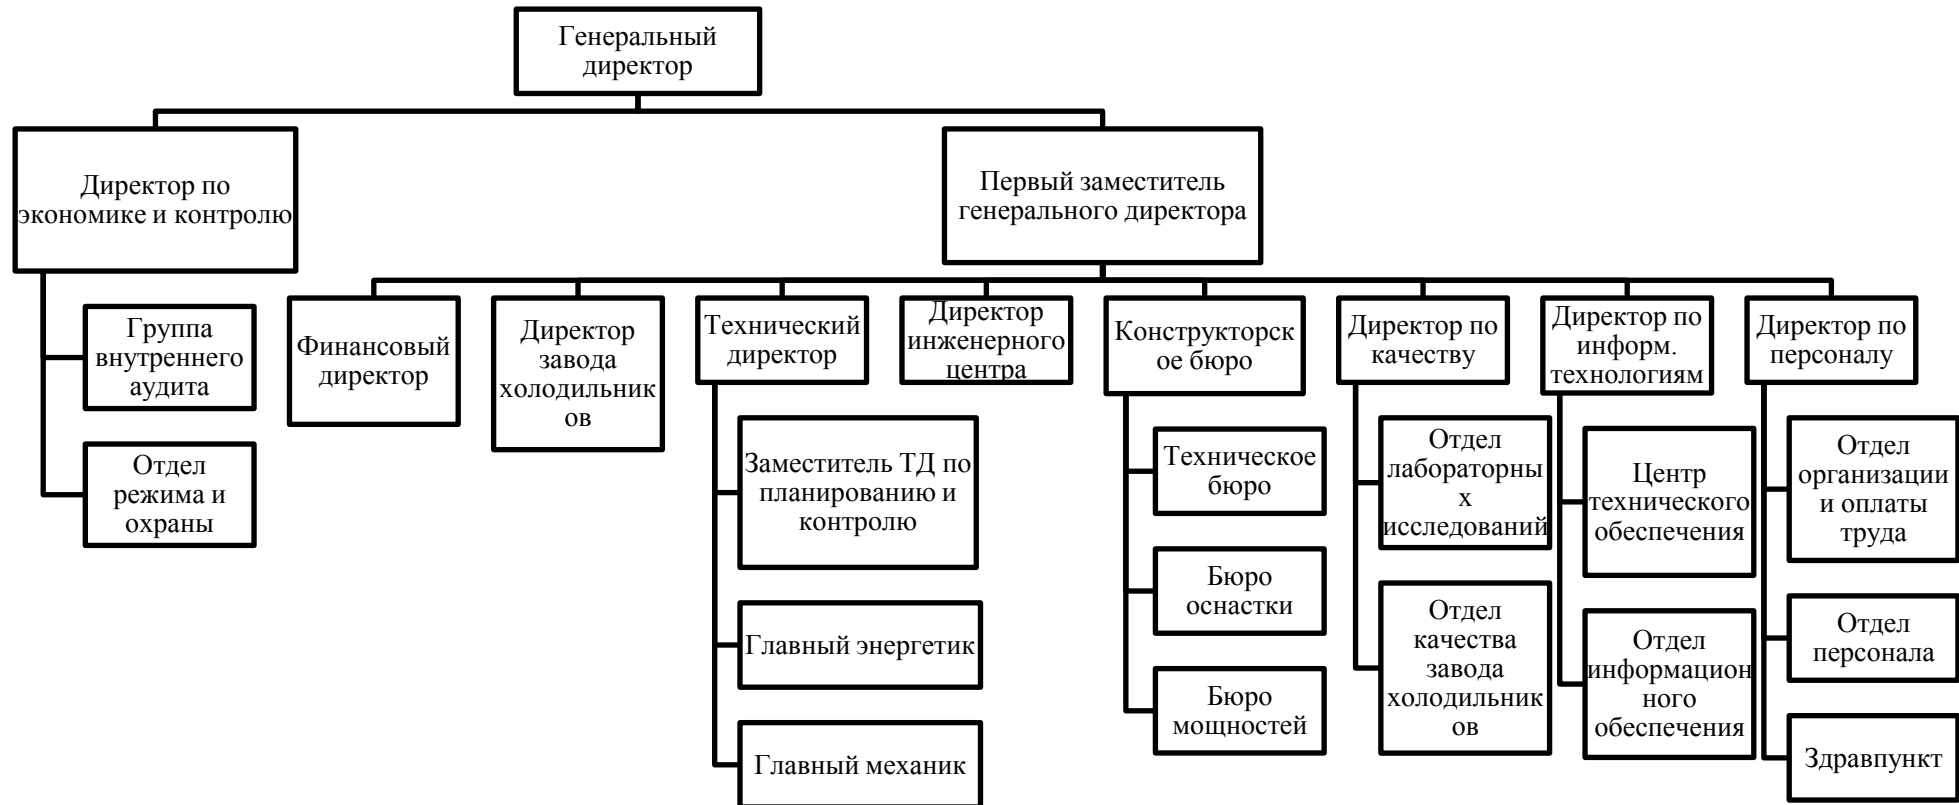 Генеральный
директор
Директор по
экономике и контролю
Первый заместитель
генерального директора
Группа
внутреннего
аудита
Отдел
режима и
охраны
Финансовый
директор
Директор
завода
холодильник
ов
Технический
директор
Заместитель ТД по
планированию и
контролю
Главный энергетик
Главный механик
Директор
инженерного
центра
Конструкторск
ое бюро
Техническое
бюро
Бюро
оснастки
Бюро
мощностей
Директор по
качеству
Отдел
лабораторны
х
исследований
Отдел
качества
завода
холодильник
ов
Директор по
информ.
технологиям
Центр
технического
обеспечения
Отдел
информацион
ного
обеспечения
Директор по
персоналу
Отдел
организации
и оплаты
труда
Отдел
персонала
Здравпункт